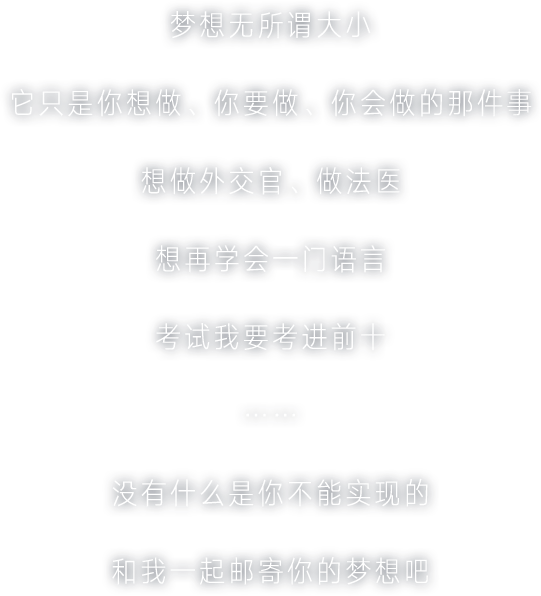 梦想无所谓大小
它只是你想做、你要做、你会做的那件事
想做外交官、做法医
想再学会一门语言
考试我要考进前十
……
没有什么是你不能实现的
和我一起邮寄你的梦想吧